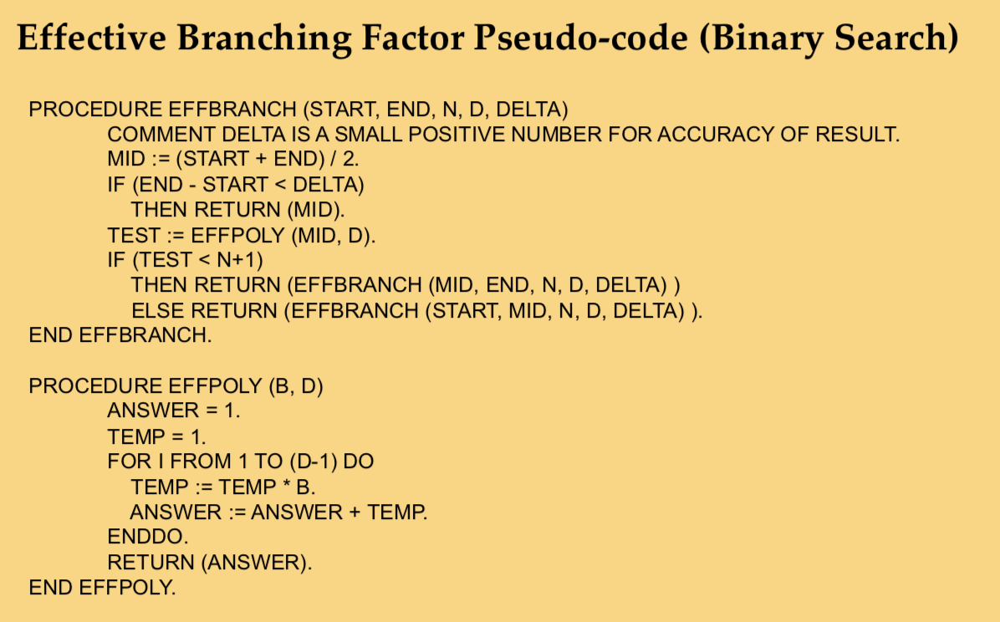 Effective Branching Factor Pseudo-code (Binary Search)
PROCEDURE EFFBRANCH (START, END, N, D, DELTA)
COMMENT DELTA IS A SMALL POSITIVE NUMBER FOR ACCURACY OF RESULT.
MID := (START + END) / 2.
IF (END - START < DELTA)
THEN RETURN (MID).
TEST := EFFPOLY (MID, D).
IF (TEST < N+1)
THEN RETURN (EFFBRANCH (MID, END, N, D, DELTA) )
ELSE RETURN (EFFBRANCH (START, MID, N, D, DELTA) ).
END EFFBRANCH.
PROCEDURE EFFPOLY (B, D)
ANSWER = 1.
TEMP = 1.
FOR I FROM 1 TO (D-1) DO
TEMP := TEMP * B.
ANSWER := ANSWER + TEMP.
ENDDO.
RETURN (ANSWER).
END EFFPOLY.